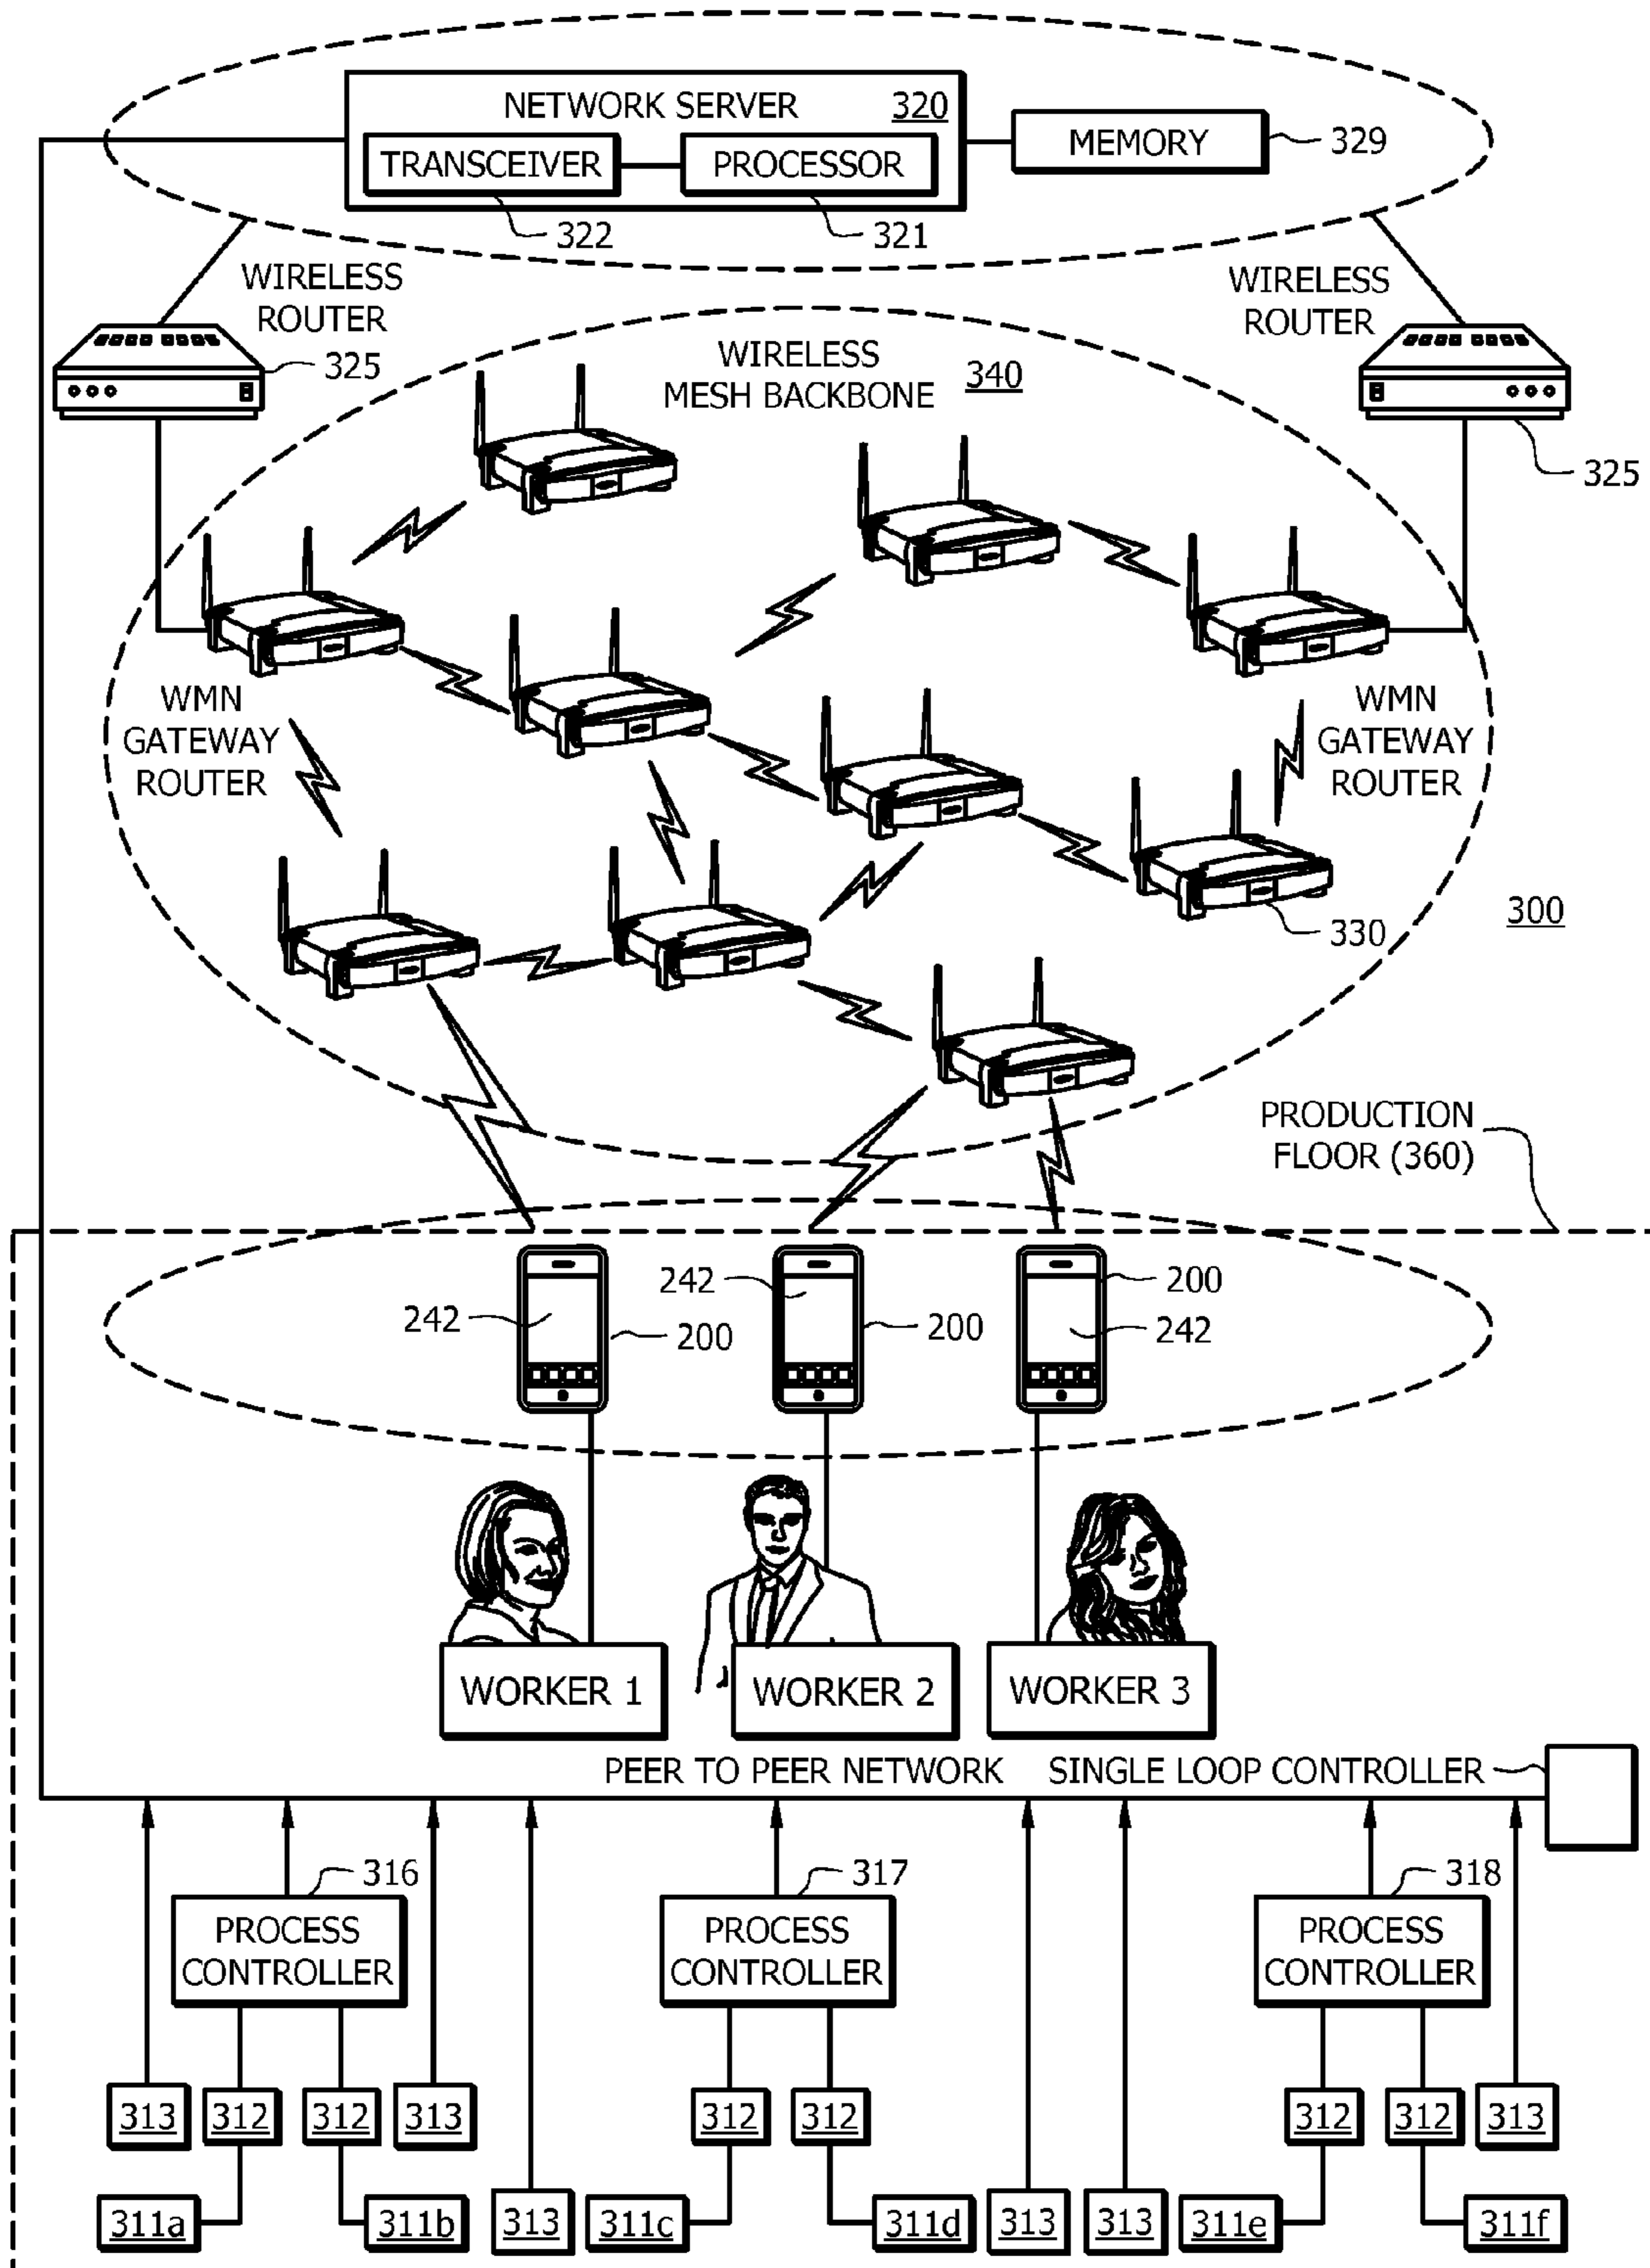 NETWORK SERVER 320
TRANSCEIVER
PROCESSOR
MEMORY
329
322
321
WIRELESS
ROUTER
325
WIRELESS
ROUTER
325
WIRELESS
MESH BACKBONE
340
WMN
GATEWAY
ROUTER
WMN
GATEWAY
ROUTER
330
300
PRODUCTION
FLOOR (360)
242
200
242
200
200
242
WORKER 1
WORKER 2
WORKER 3
PEER TO PEER NETWORK
SINGLE LOOP CONTROLLER
316
317
318
PROCESS
CONTROLLER
PROCESS
CONTROLLER
PROCESS
CONTROLLER
313 312 312 313 312 312 312 312 313
311a 311b 313 311c 311d 313 313 311e 311f